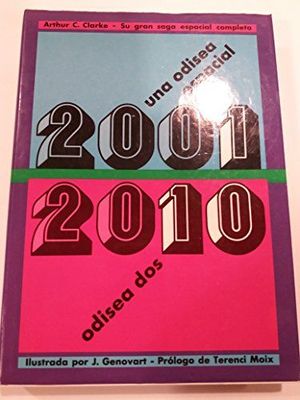 Arthur C. Clarke - Su gran saga espacial completa
una odisea
espacial
2001
2010
odisea dos
Ilustrada por J. Genovart - Prólogo de Terenci Moix